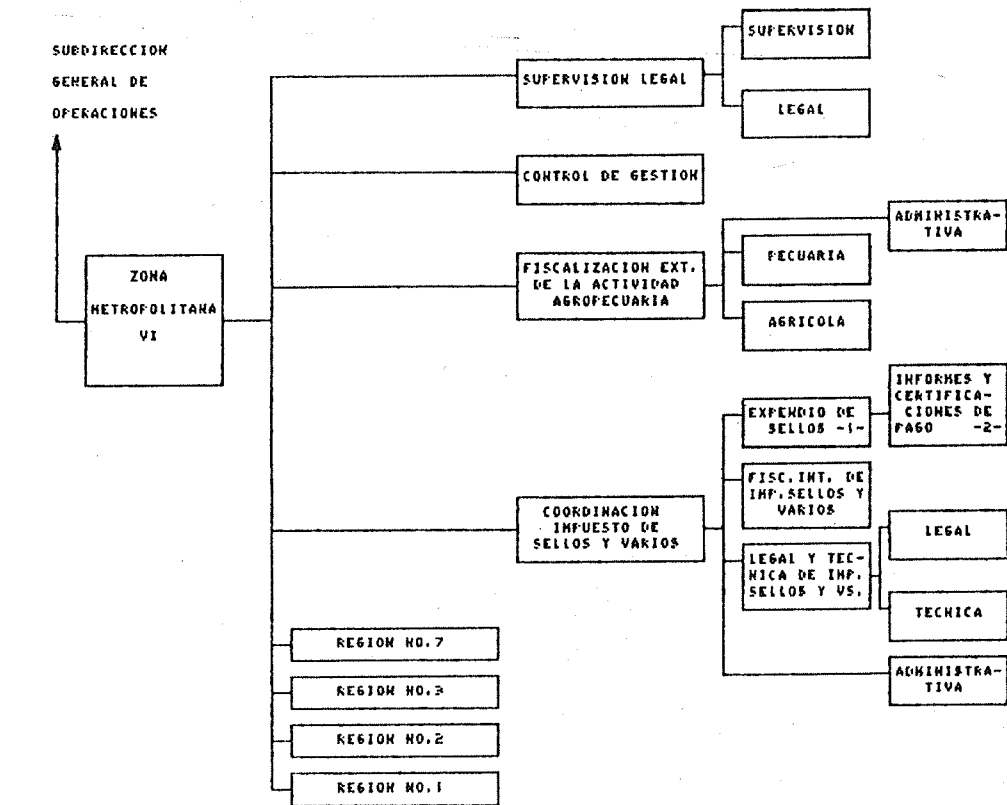 SUBDIRECCION
GENERAL DE
OPERACIONES
ZONA
METROPOLITANA
VI
SUPERVISION LEGAL
SUPERVISION
LEGAL
CONTROL DE GESTION
FISCALIZACION EXT.
DE LA ACTIVIDAD
AGROPECUARIA
ADMINISTRA-
TIVA
PECUARIA
AGRICOLA
COORDINACION
IMPUESTO DE
SELLOS Y VARIOS
EXPENDIO DE
SELLOS -1-
INFORMES Y
CERTIFICA-
CIONES DE
PAGO -2-
FISC.INT. DE
IMP.SELLOS Y
VARIOS
LEGAL Y TEC-
NICA DE IMP.
SELLOS Y VS.
LEGAL
TECNICA
ADMINISTRA-
TIVA
REGION NO.7
REGION NO.3
REGION NO.2
REGION NO.1